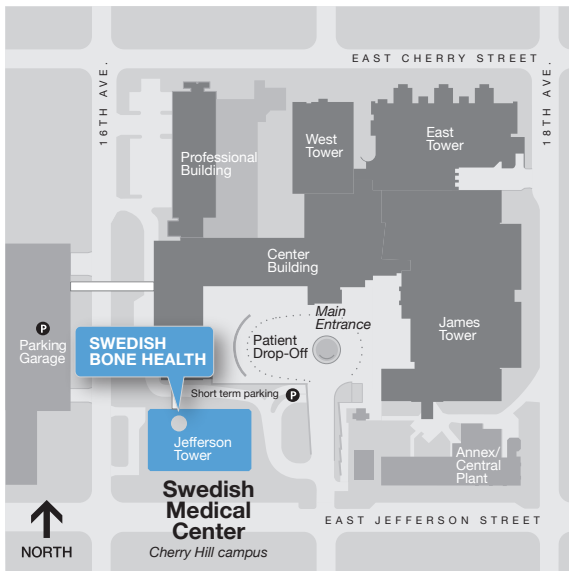 EAST CHERRY STREET
16TH AVE.
18TH AVE.
Professional
Building
West
Tower
East
Tower
Center
Building
P
Parking
Garage
SWEDISH
BONE HEALTH
Main
Entrance
Patient
Drop-Off
James
Tower
Short term parking P
Jefferson
Tower
Annex/
Central
Plant
Swedish
Medical
Center
Cherry Hill campus
EAST JEFFERSON STREET
NORTH